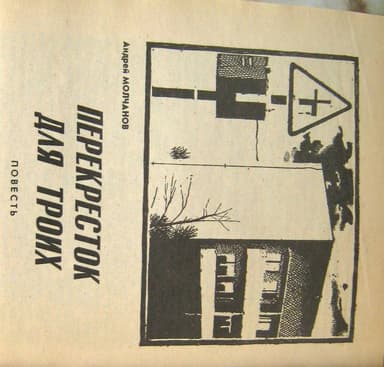 Андрей МОЛЧАНОВ
ПЕРЕКРЕСТОК
ДЛЯ ТРОИХ
ПОВЕСТЬ